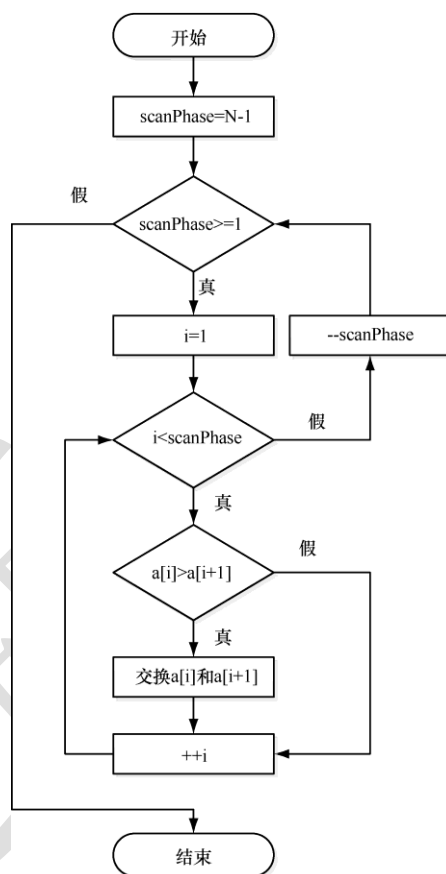 开始
scanPhase=N-1
假
scanPhase>=1
真
i=1
--scanPhase
i<scanPhase
假
真
假
a[i]>a[i+1]
真
交换a[i]和a[i+1]
++i
结束